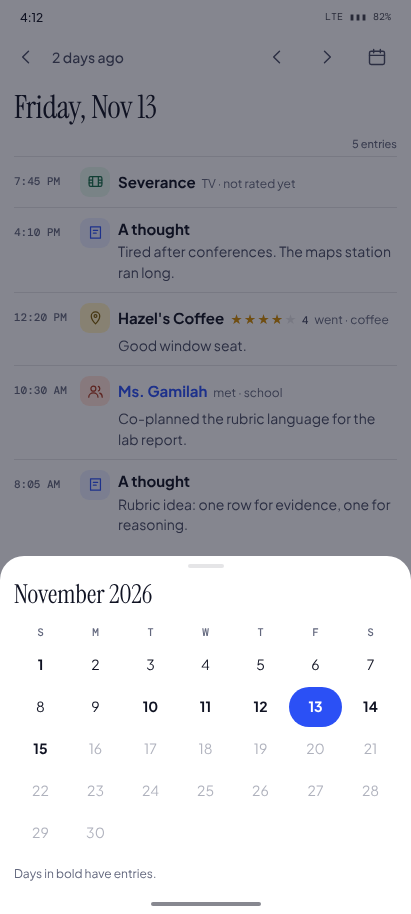 4:12
LTE 82%
2 days ago
Friday, Nov 13
5 entries
7:45 PM Severance TV · not rated yet
4:10 PM A thought
Tired after conferences. The maps station
ran long.
12:20 PM Hazel's Coffee ★★★★★ 4 went · coffee
Good window seat.
10:30 AM Ms. Gamilah met · school
Co-planned the rubric language for the
lab report.
8:05 AM A thought
Rubric idea: one row for evidence, one for
reasoning.
November 2026
S M T W T F S
1 2 3 4 5 6 7
8 9 10 11 12 13 14
15 16 17 18 19 20 21
22 23 24 25 26 27 28
29 30
Days in bold have entries.